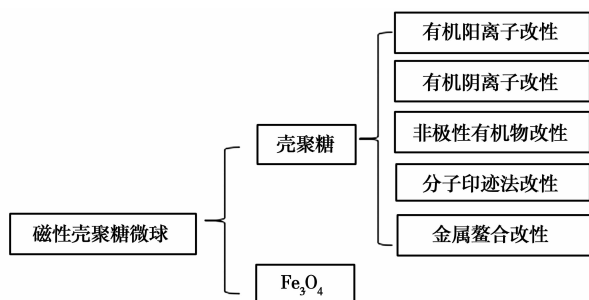 有机阳离子改性
有机阴离子改性
非极性有机物改性
壳聚糖
分子印迹法改性
磁性壳聚糖微球
金属螯合改性
Fe₃O₄